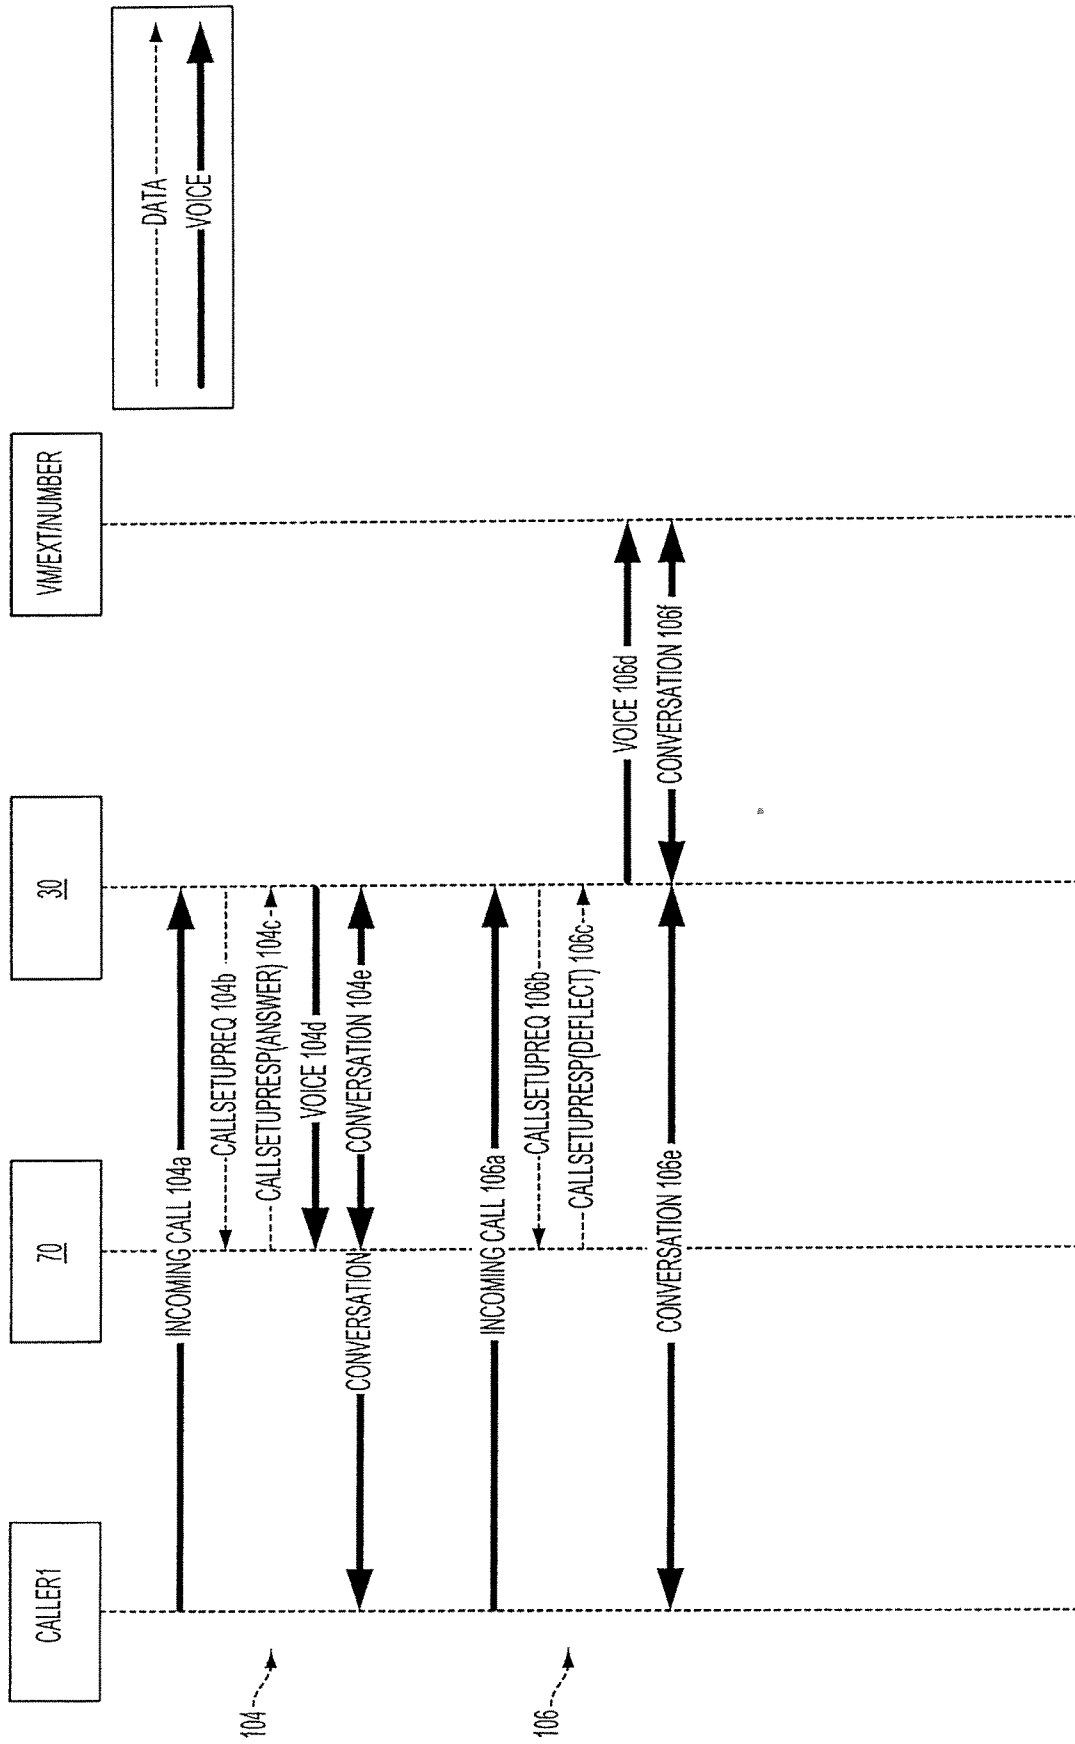 CALLER1
70
30
VM/EXT/NUMBER
DATA
VOICE
104
INCOMING CALL 104a
CALLSETUPREQ 104b
CALLSETUPRESP(ANSWER) 104c
VOICE 104d
CONVERSATION
CONVERSATION 104e
106
INCOMING CALL 106a
CALLSETUPREQ 106b
CALLSETUPRESP(DEFLECT) 106c
VOICE 106d
CONVERSATION 106e
CONVERSATION 106f